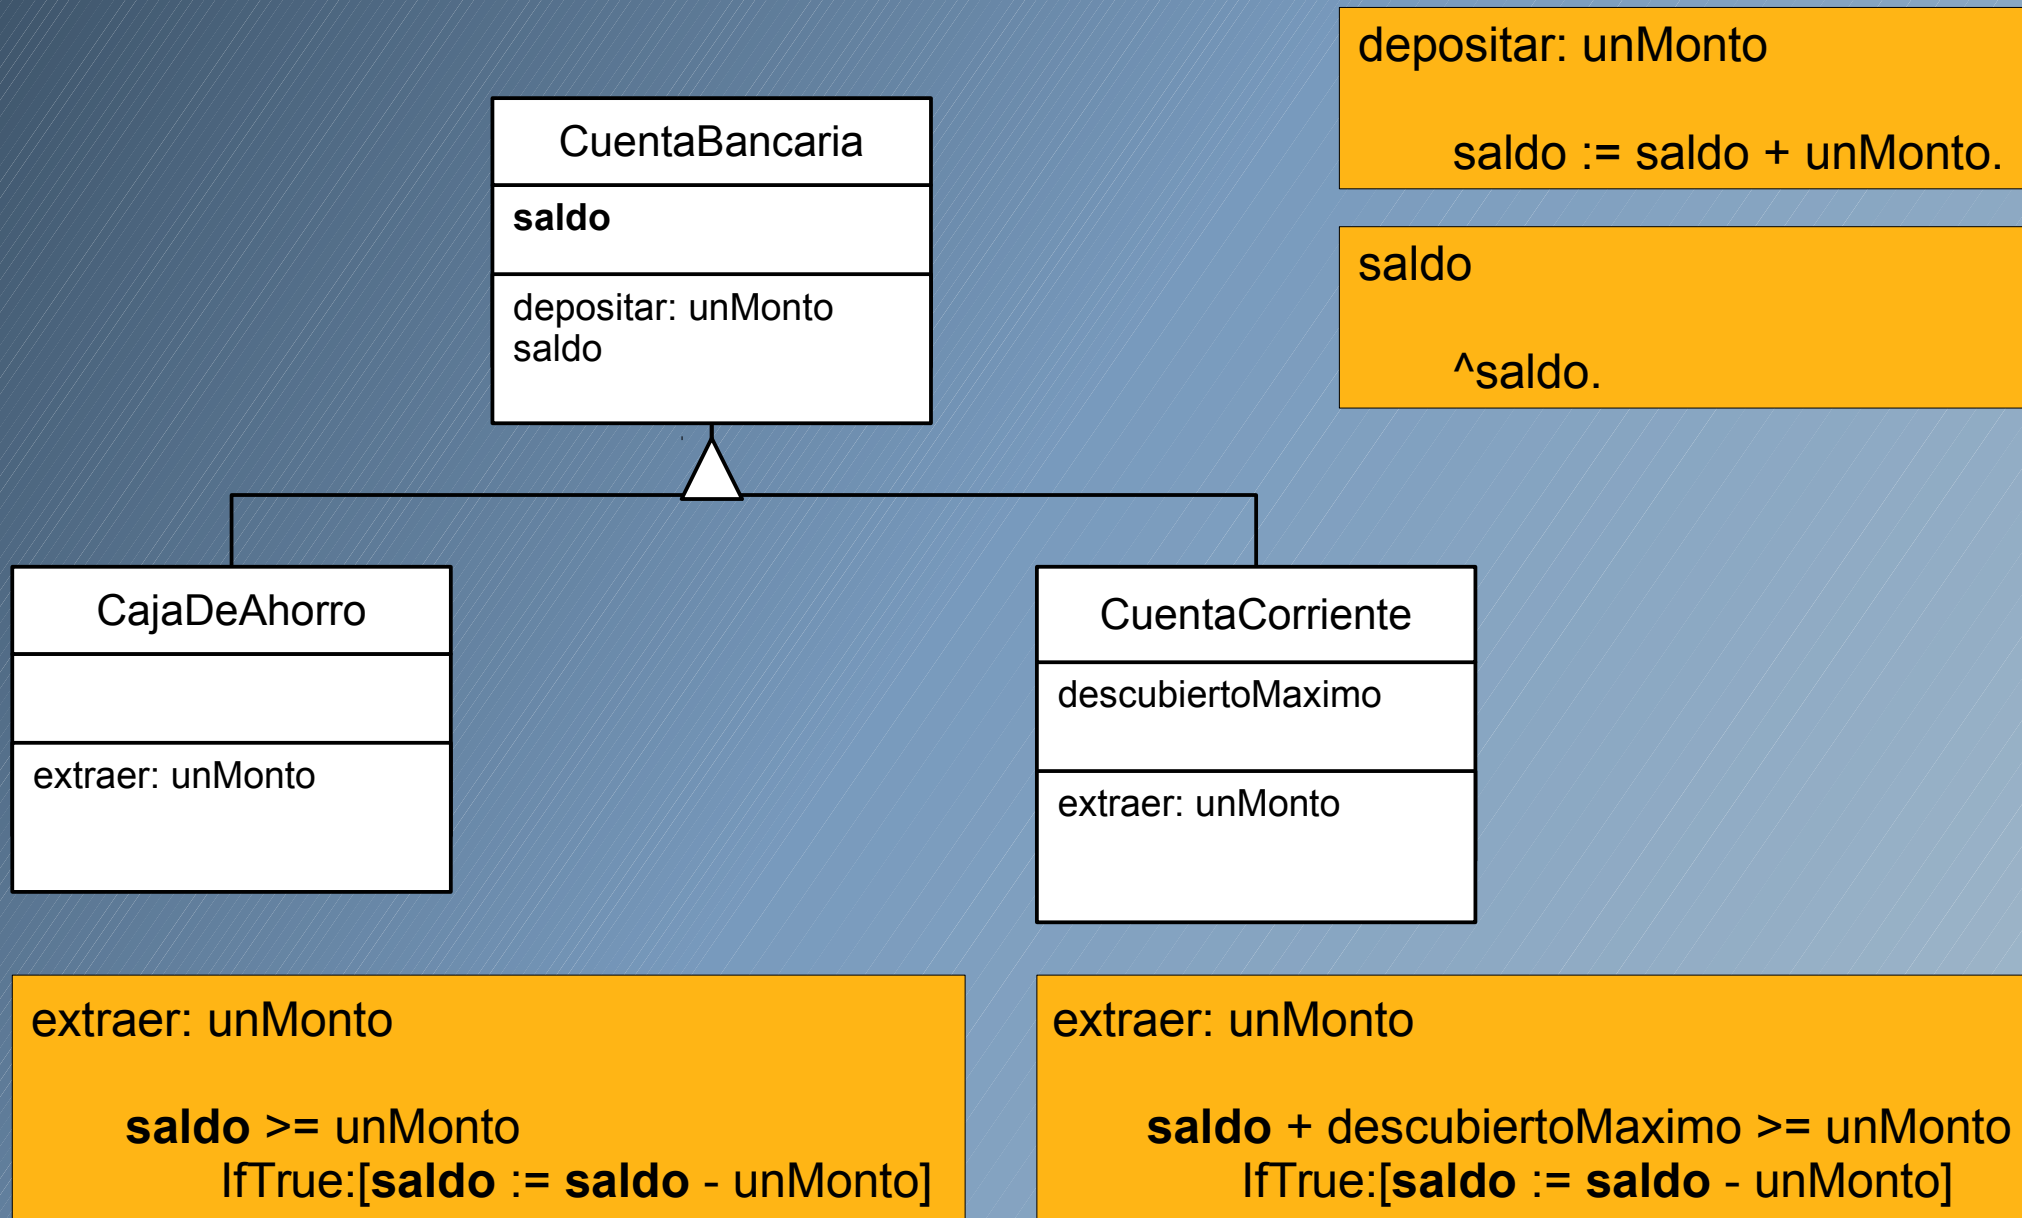 depositar: unMonto
saldo := saldo + unMonto.
CuentaBancaria
saldo
depositar: unMonto
saldo
saldo
^saldo.
CajaDeAhorro
extraer: unMonto
CuentaCorriente
descubiertoMaximo
extraer: unMonto
extraer: unMonto
saldo >= unMonto
IfTrue:[saldo := saldo - unMonto]
extraer: unMonto
saldo + descubiertoMaximo >= unMonto
IfTrue:[saldo := saldo - unMonto]